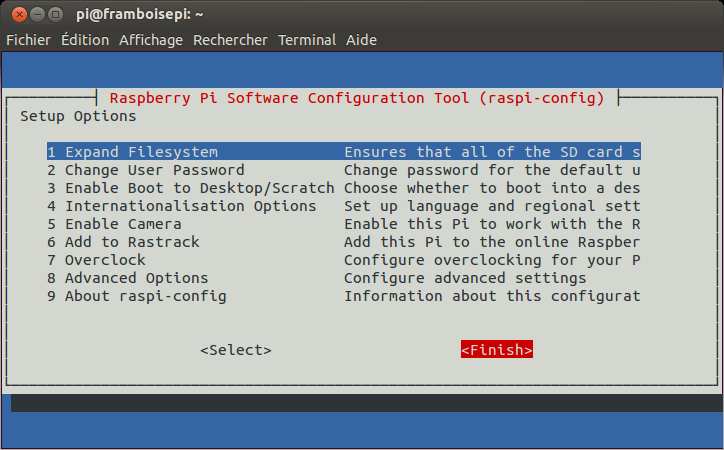 pi@framboisepi: ~
Fichier Édition Affichage Rechercher Terminal Aide
Raspberry Pi Software Configuration Tool (raspi-config)
Setup Options
1 Expand Filesystem Ensures that all of the SD card s
2 Change User Password Change password for the default u
3 Enable Boot to Desktop/Scratch Choose whether to boot into a des
4 Internationalisation Options Set up language and regional sett
5 Enable Camera Enable this Pi to work with the R
6 Add to Rastrack Add this Pi to the online Raspber
7 Overclock Configure overclocking for your P
8 Advanced Options Configure advanced settings
9 About raspi-config Information about this configurat
<Select> <Finish>